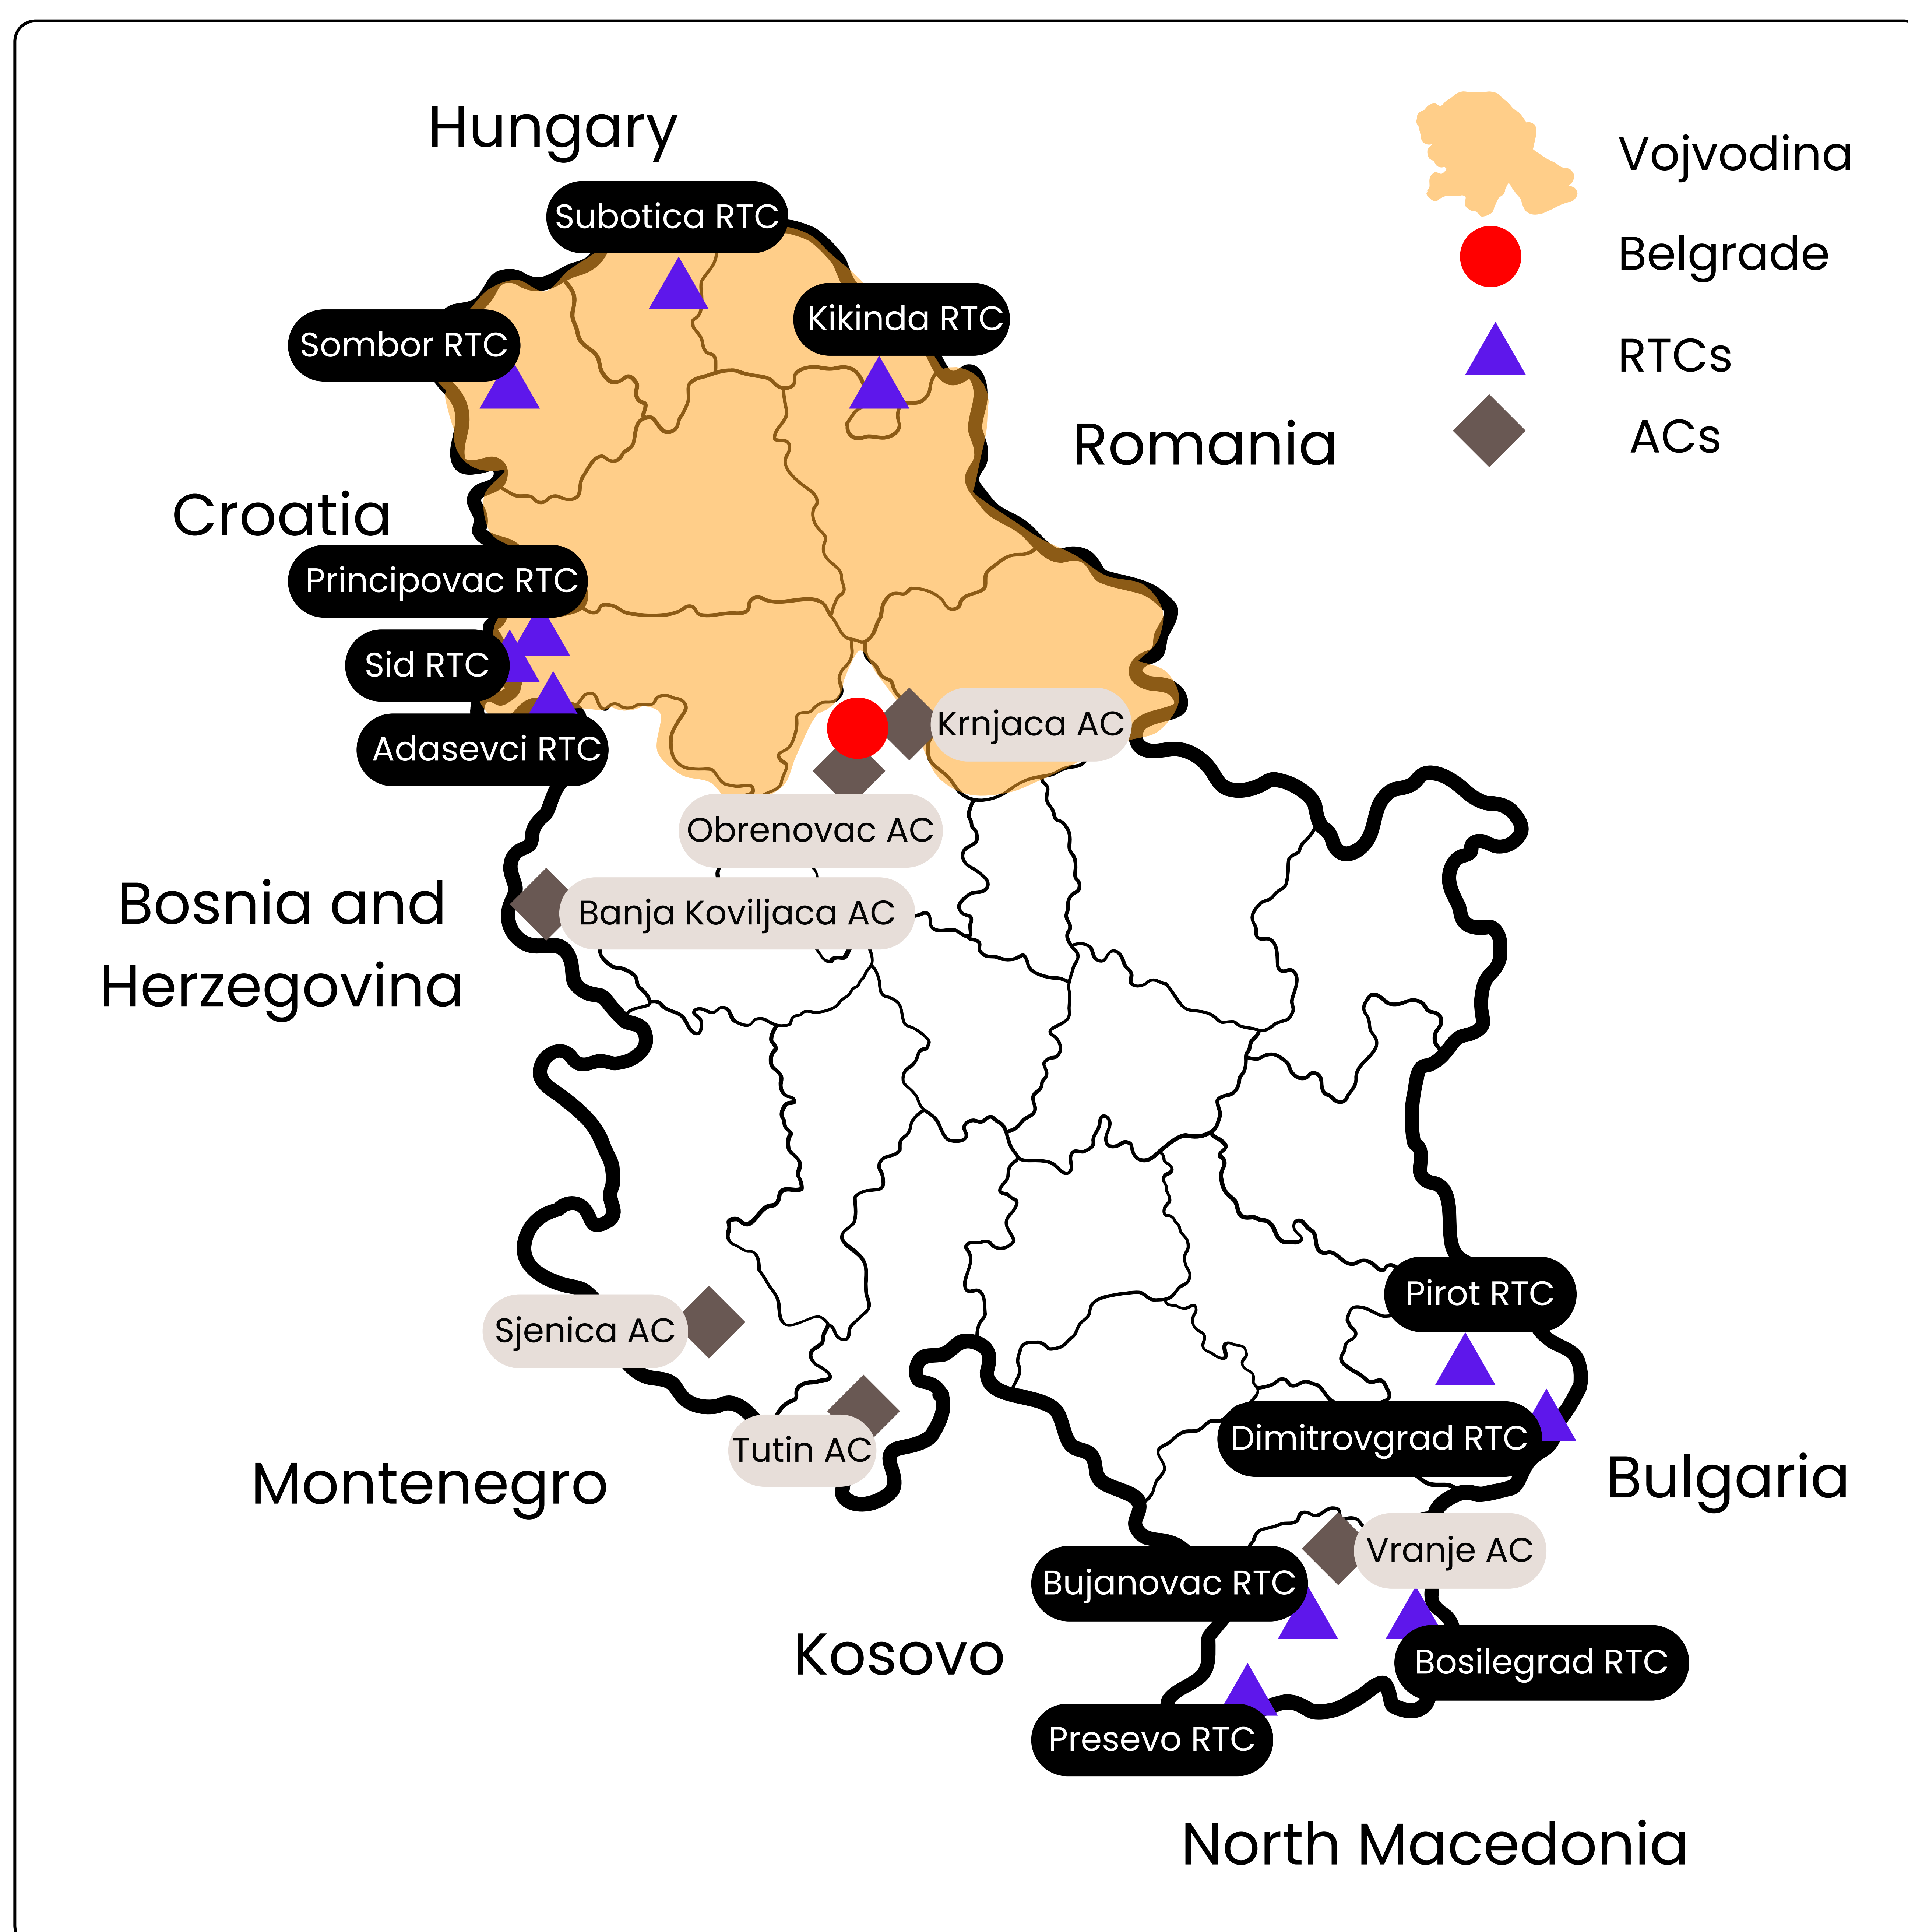 Hungary
Vojvodina
Subotica RTC
Belgrade
Kikinda RTC
Sombor RTC
RTCs
ACs
Romania
Croatia
Principovac RTC
Sid RTC
Krnjaca AC
Adasevci RTC
Obrenovac AC
Bosnia and
Herzegovina
Banja Koviljaca AC
Pirot RTC
Sjenica AC
Dimitrovgrad RTC
Tutin AC
Montenegro
Bulgaria
Vranje AC
Bujanovac RTC
Kosovo
Bosilegrad RTC
Presevo RTC
North Macedonia